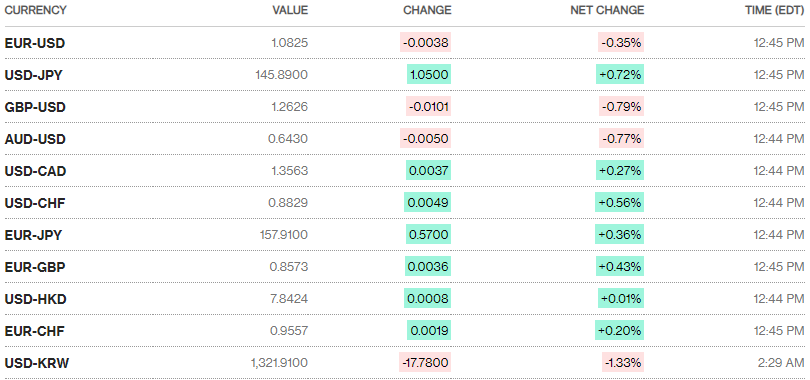 CURRENCY VALUE CHANGE NET CHANGE TIME (EDT)
EUR-USD 1.0825 -0.0038 -0.35% 12:45 PM
USD-JPY 145.8900 1.0500 +0.72% 12:45 PM
GBP-USD 1.2626 -0.0101 -0.79% 12:45 PM
AUD-USD 0.6430 -0.0050 -0.77% 12:44 PM
USD-CAD 1.3563 0.0037 +0.27% 12:44 PM
USD-CHF 0.8829 0.0049 +0.56% 12:44 PM
EUR-JPY 157.9100 0.5700 +0.36% 12:44 PM
EUR-GBP 0.8573 0.0036 +0.43% 12:45 PM
USD-HKD 7.8424 0.0008 +0.01% 12:44 PM
EUR-CHF 0.9557 0.0019 +0.20% 12:45 PM
USD-KRW 1,321.9100 -17.7800 -1.33% 2:29 AM